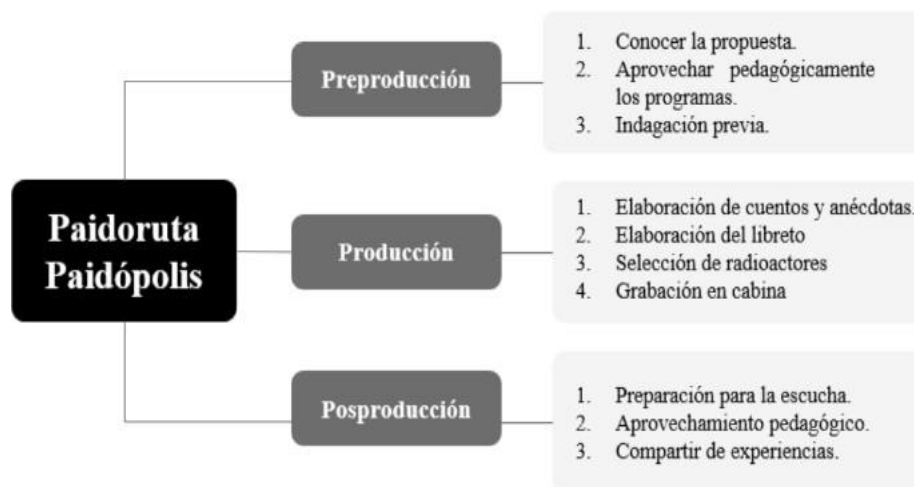 Paidoruta
Paidópolis
Preproducción
1. Conocer la propuesta.
2. Aprovechar pedagógicamente
los programas.
3. Indagación previa.
Producción
1. Elaboración de cuentos y anécdotas.
2. Elaboración del libreto
3. Selección de radioactores
4. Grabación en cabina
Posproducción
1. Preparación para la escucha.
2. Aprovechamiento pedagógico.
3. Compartir de experiencias.